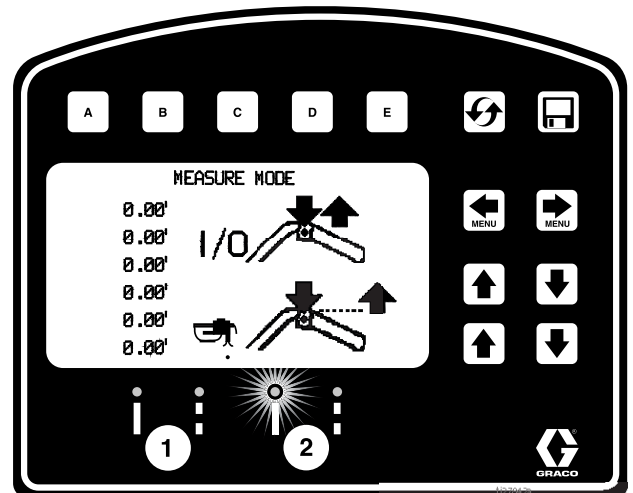 A B C D E
MEASURE MODE
0.00'
0.00'
0.00'
0.00'
0.00'
0.00'
I/O
MENU MENU
1 2
GRACO